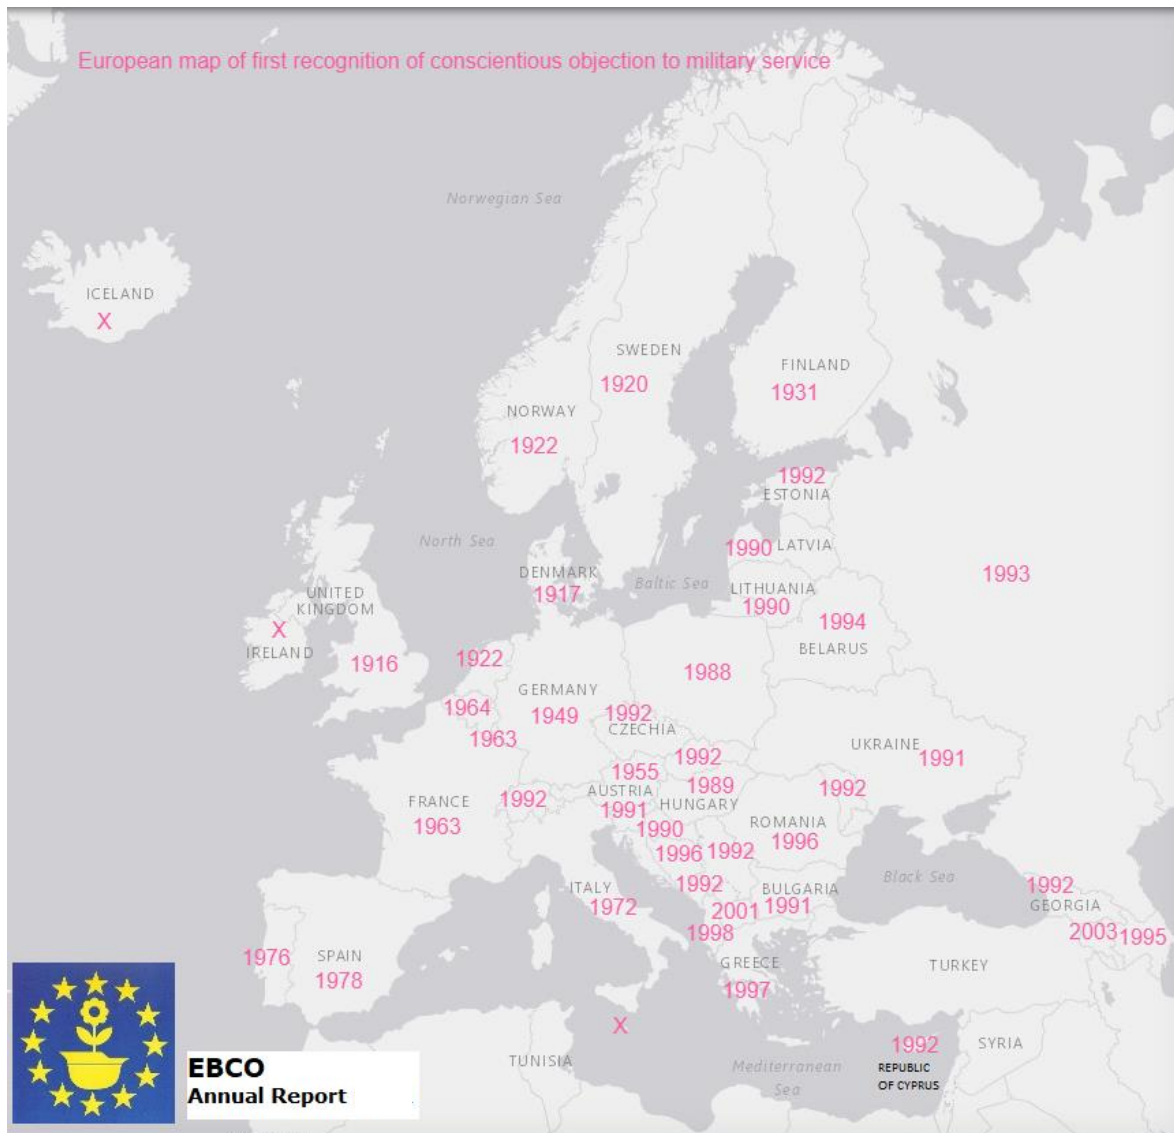 European map of first recognition of conscientious objection to military service
Norwegian Sea
ICELAND
X
SWEDEN
1920
FINLAND
1931
NORWAY
1922
1992
ESTONIA
North Sea
1990 LATVIA
DENMARK
1917
Baltic Sea
LITHUANIA
1990
1993
UNITED
KINGDOM
1994
X
IRELAND
BELARUS
1916
1922
1988
GERMANY
1949
1964
1992
CZECHIA
1963
UKRAINE
1991
1992
1955
AUSTRIA
1989
HUNGARY
1992
1992
FRANCE
1963
1991
1990
ROMANIA
1996
1996
1992
1992
ITALY
1972
BULGARIA
1991
Black Sea
1992
GEORGIA
2001
1998
2003
1995
1976
SPAIN
1978
GREECE
1997
TURKEY
X
TUNISIA
Mediterranean
Sea
1992
REPUBLIC
OF CYPRUS
SYRIA
EBCO
Annual Report